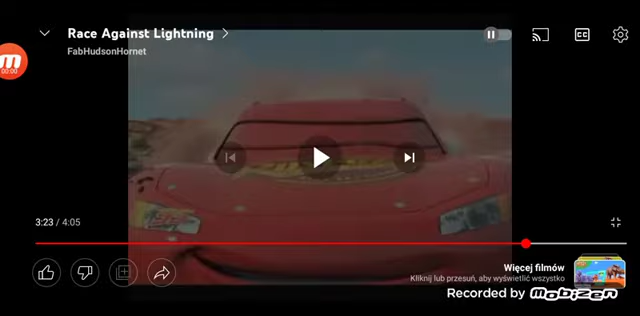 Race Against Lightning
FabHudsonHornet
CC
m
00:00
3:23 / 4:05
Więcej filmów
Kliknij lub przesuń, aby wyświetlić wszystko
Recorded by mobizen